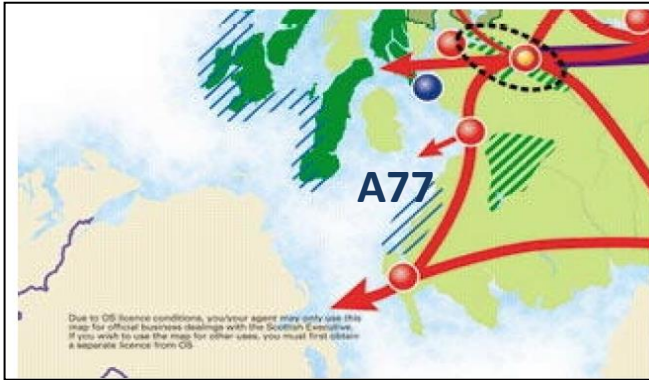 A77
Due to OS licence conditions, you/your agent may only use this
map for official business dealings with the Scottish Executive.
If you wish to use the map for other uses, you must first obtain
a separate licence from OS